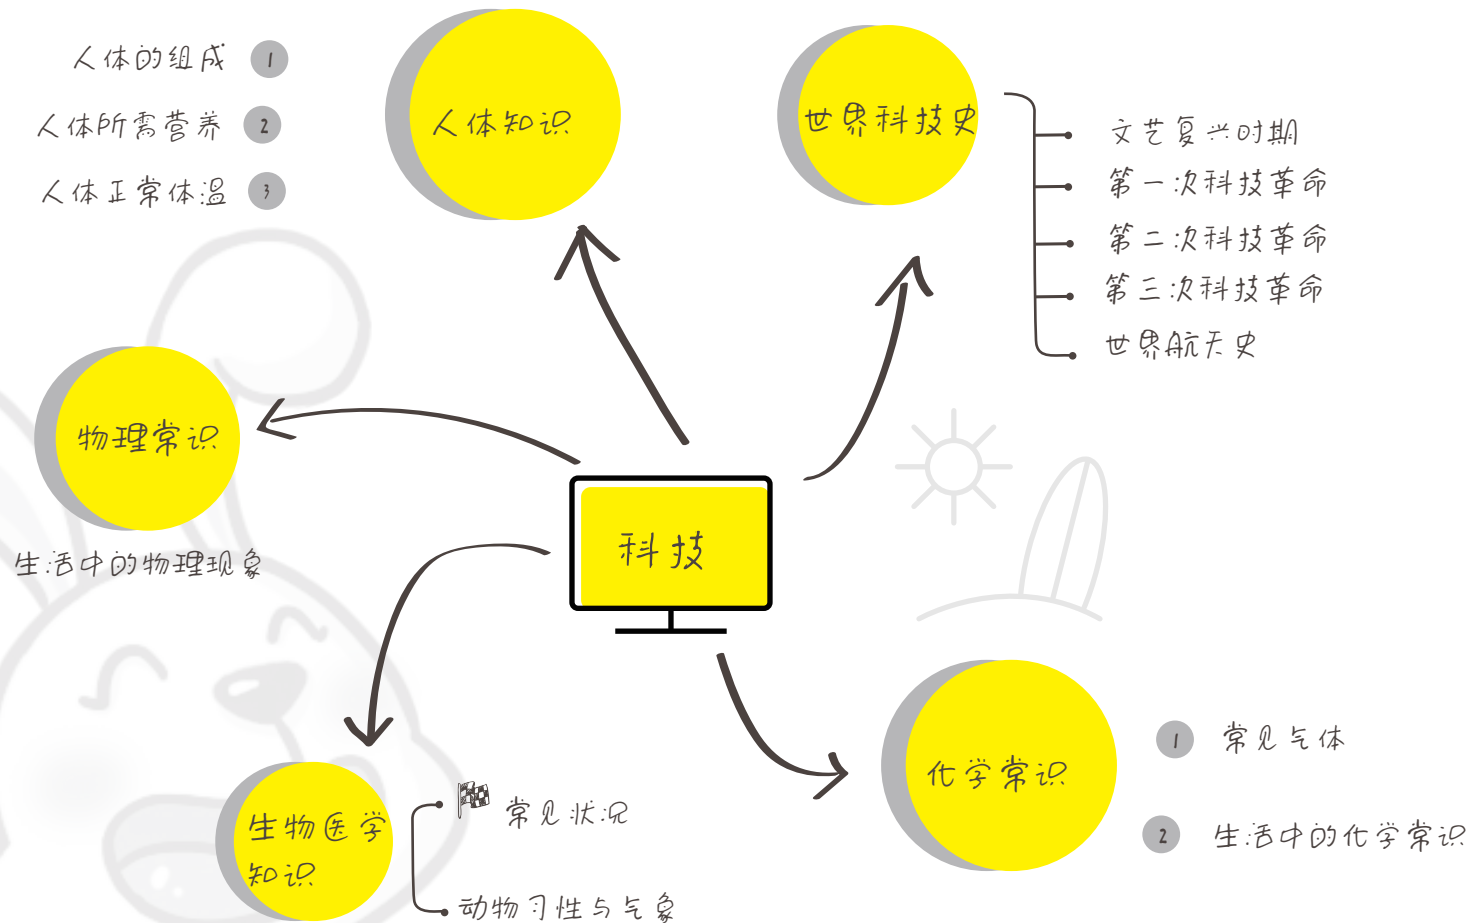 人体的组成 1
人体所需营养 2
人体正常体温 3
人体知识
世界科技史
文艺复兴时期
第一次科技革命
第二次科技革命
第三次科技革命
世界航天史
物理常识
生活中的物理现象
科技
生物医学
知识
常见状况
动物习性与气象
化学常识
1 常见气体
2 生活中的化学常识